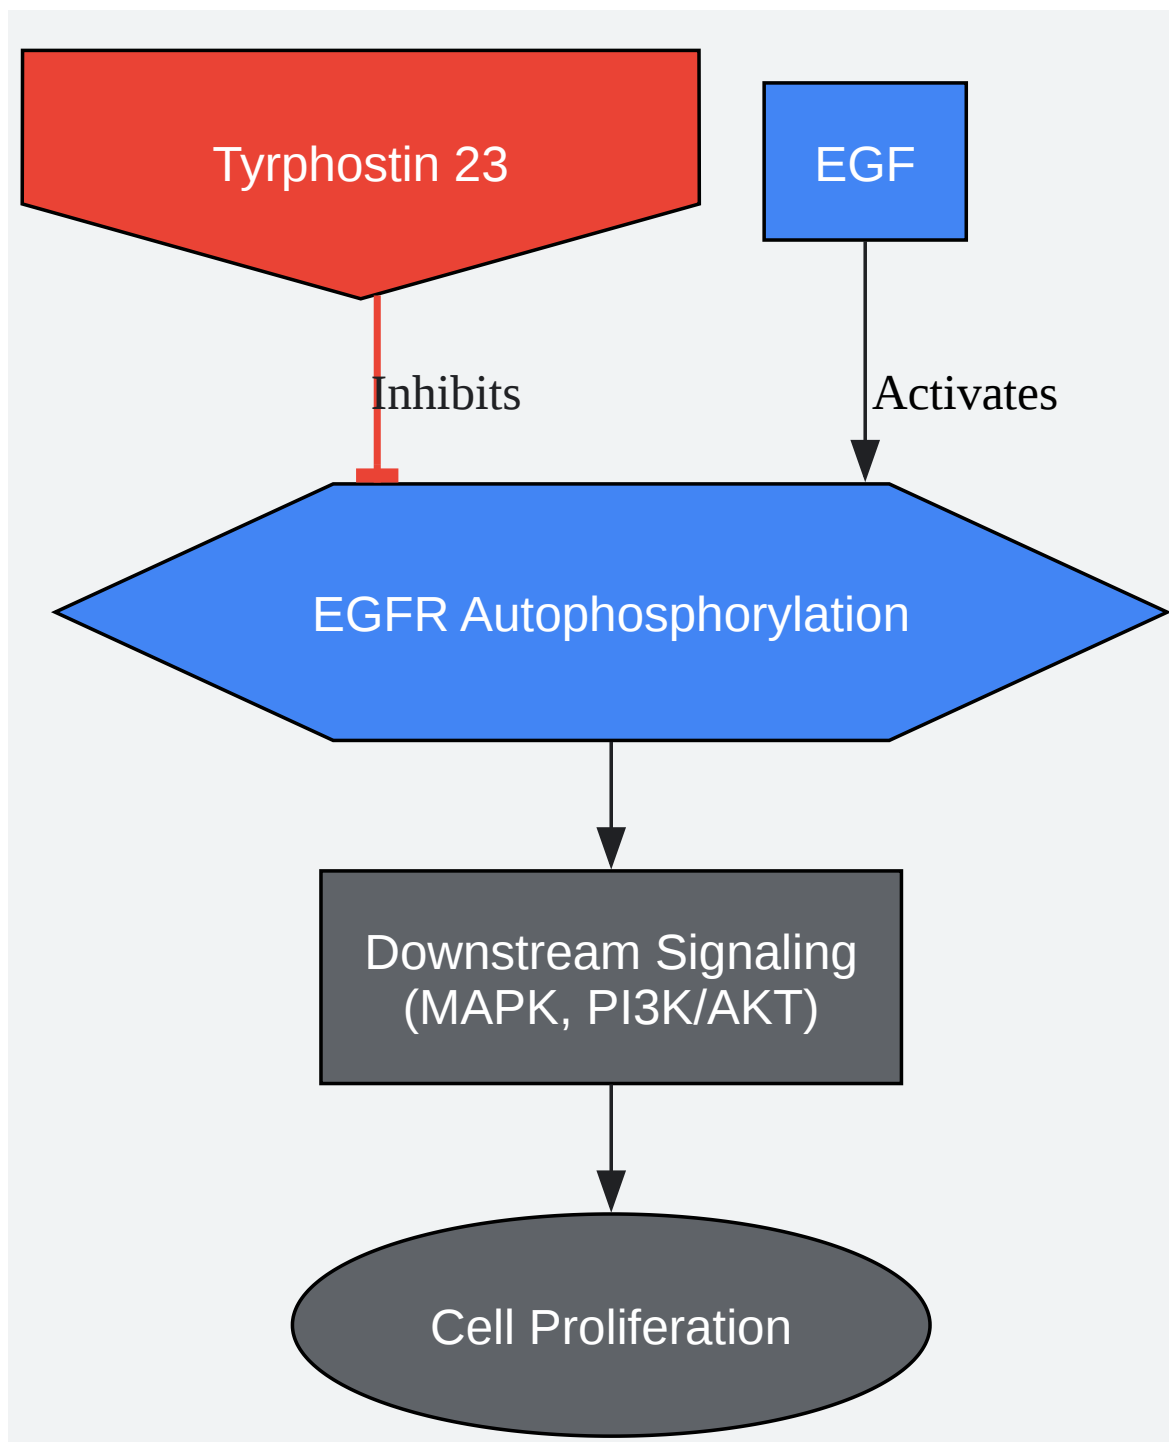 Tyrphostin 23
EGF
Inhibits
Activates
EGFR Autophosphorylation
Downstream Signaling
(MAPK, PI3K/AKT)
Cell Proliferation